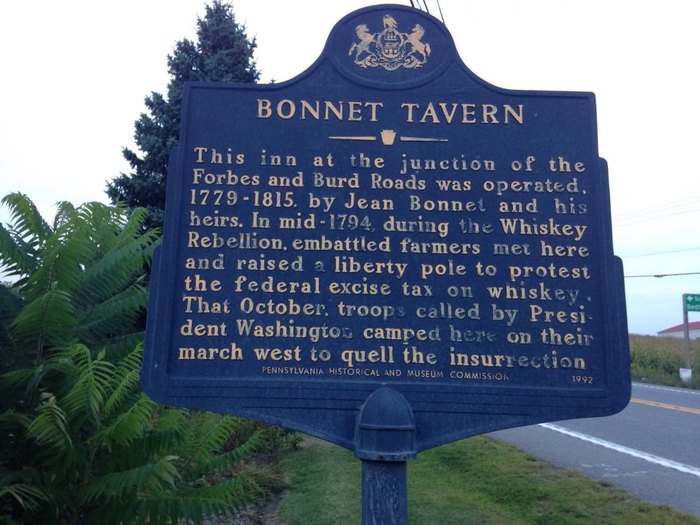 BONNET TAVERN
This inn at the junction of the
Forbes and Burd Roads was operated,
1779-1815, by Jean Bonnet and his
heirs. In mid-1794, during the Whiskey
Rebellion, embattled farmers met here
and raised a liberty pole to protest
the federal excise tax on whiskey.
That October, troops called by Presi-
dent Washington camped here on their
march west to quell the insurrection
PENNSYLVANIA HISTORICAL AND MUSEUM COMMISSION 1992